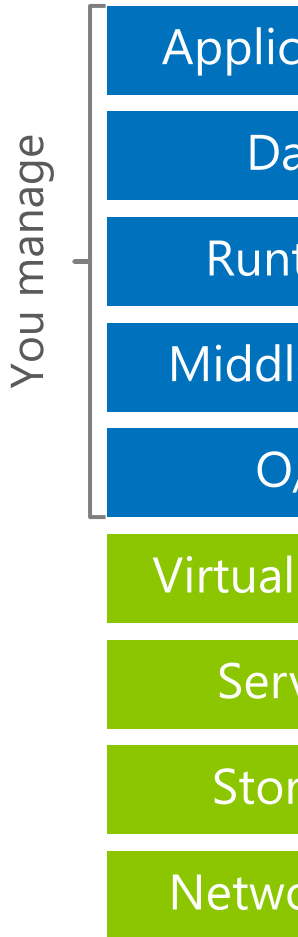 You manage
Applic
Da
Runt
Middl
O/
Virtual
Serv
Stor
Netwo